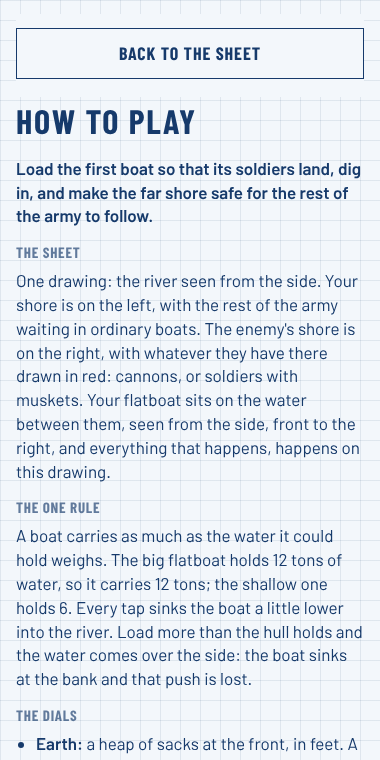 BACK TO THE SHEET
HOW TO PLAY
Load the first boat so that its soldiers land, dig
in, and make the far shore safe for the rest of
the army to follow.
THE SHEET
One drawing: the river seen from the side. Your
shore is on the left, with the rest of the army
waiting in ordinary boats. The enemy's shore is
on the right, with whatever they have there
drawn in red: cannons, or soldiers with
muskets. Your flatboat sits on the water
between them, seen from the side, front to the
right, and everything that happens, happens on
this drawing.
THE ONE RULE
A boat carries as much as the water it could
hold weighs. The big flatboat holds 12 tons of
water, so it carries 12 tons; the shallow one
holds 6. Every tap sinks the boat a little lower
into the river. Load more than the hull holds and
the water comes over the side: the boat sinks
at the bank and that push is lost.
THE DIALS
• Earth: a heap of sacks at the front, in feet. A